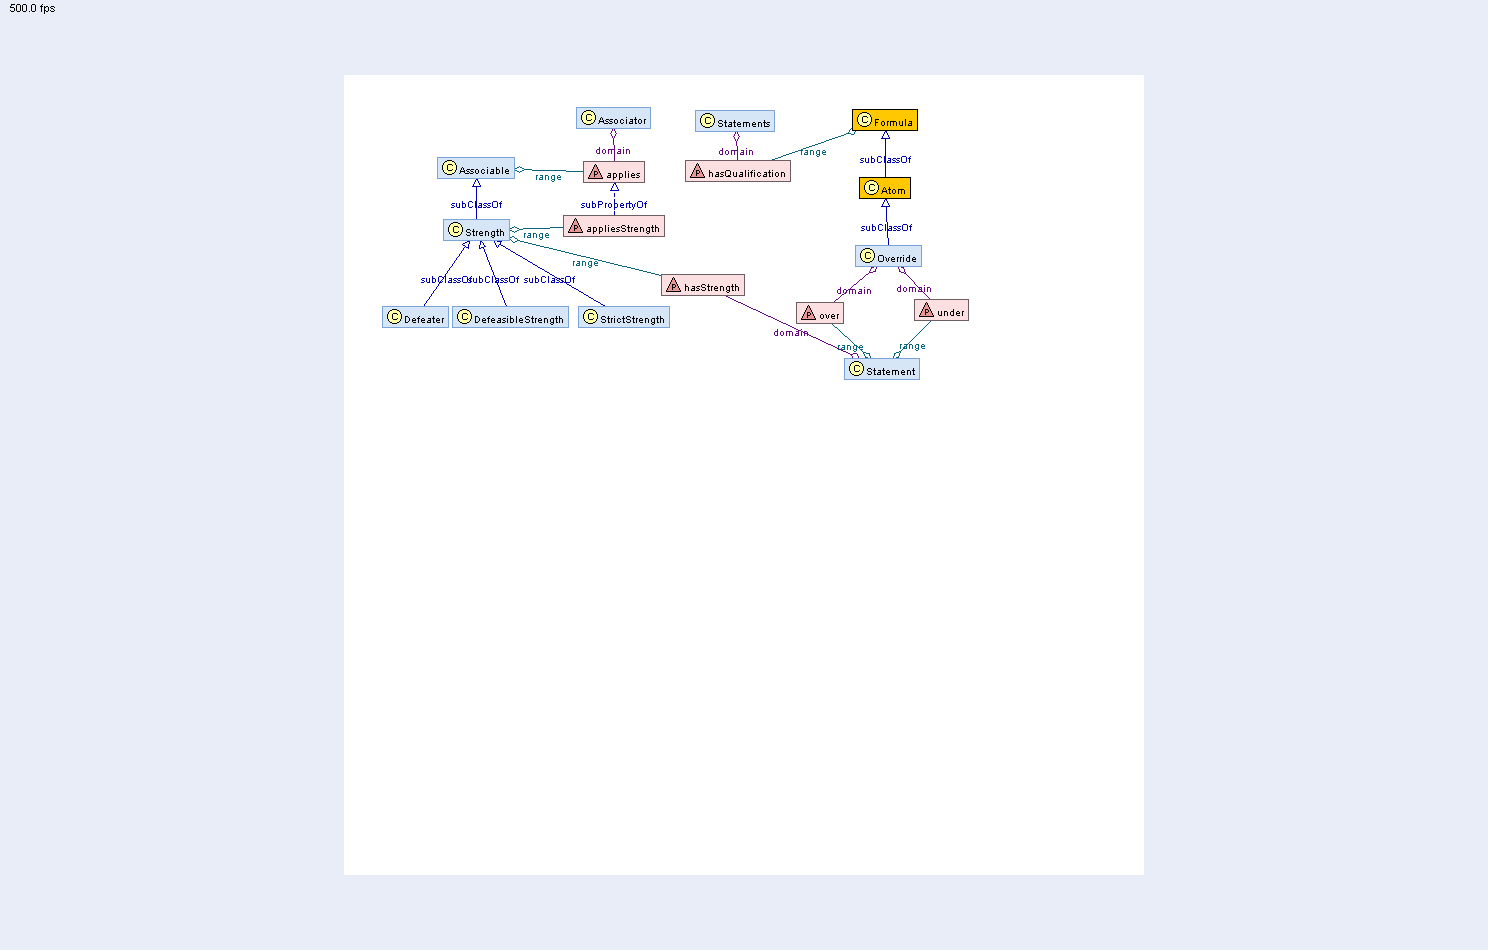 500.0 fps
C Associator
C Statements
C Formula
domain
domain
range
subClassOf
C Associable
range
P applies
P hasQualification
C Atom
subClassOf
subPropertyOf
C Strength
range
P appliesStrength
subClassOf
range
C Override
subClassOf
subClassOf
subClassOf
P hasStrength
domain
domain
C Defeater
C DefeasibleStrength
C StrictStrength
P over
P under
domain
range
range
C Statement